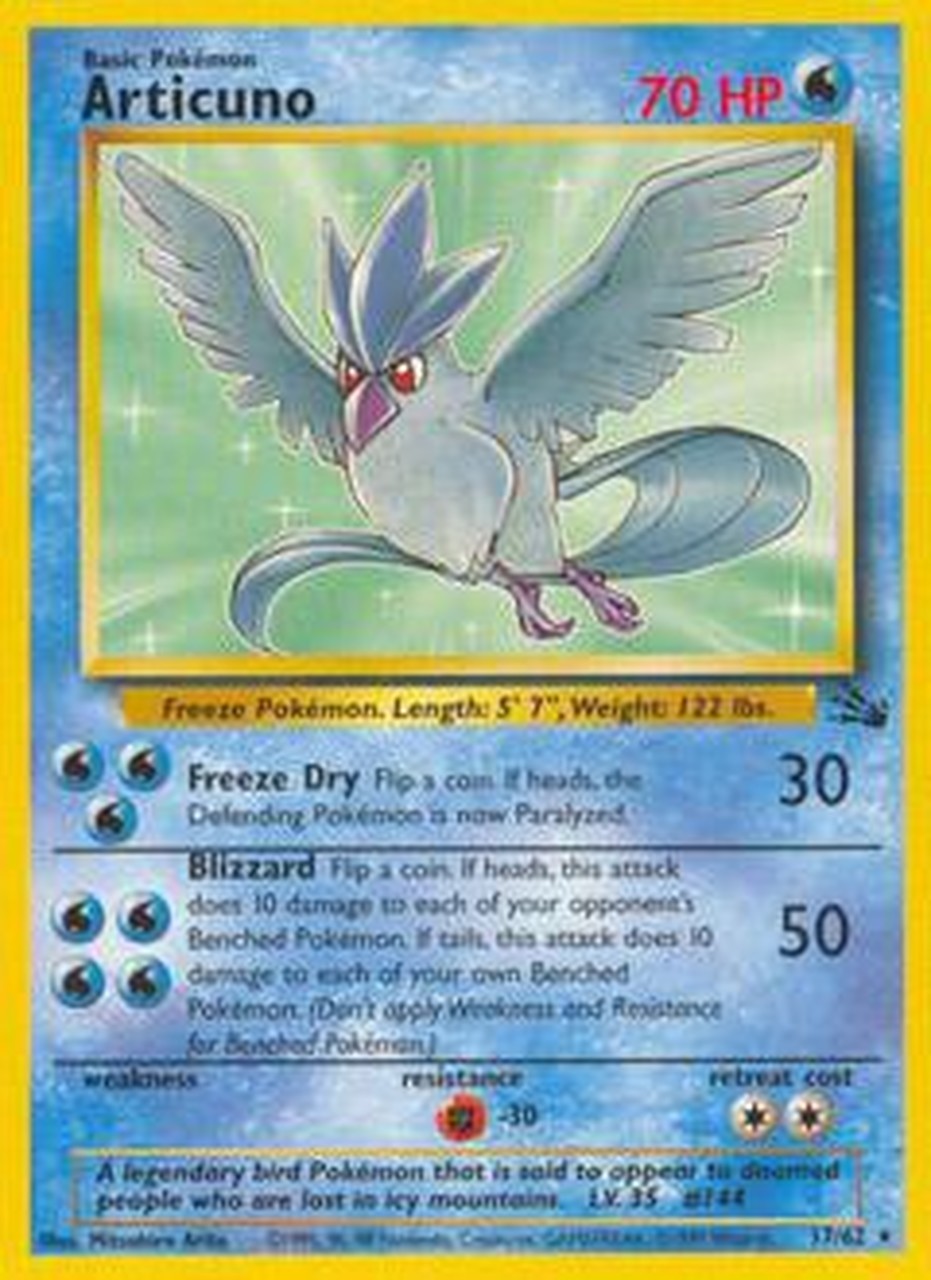 Basic Pokémon
Articuno 70 HP
Freeze Pokémon. Length: 5' 7", Weight: 122 lbs.
Freeze Dry Flip a coin. If heads, the
Defending Pokémon is now Paralyzed.
30
Blizzard Flip a coin. If heads, this attack
does 10 damage to each of your opponent's
Benched Pokémon. If tails, this attack does 10
damage to each of your own Benched
Pokémon. (Don't apply Weakness and Resistance
for Benched Pokémon.)
50
weakness resistance retreat cost
-30
A legendary bird Pokémon that is said to appear to doomed
people who are lost in icy mountains. LV. 35 #144
Illus. Mitsuhiro Arita 17/62